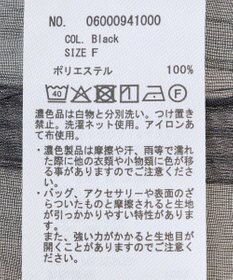 NO. 06000941000
COL. Black
SIZE F
ポリエステル 100%
40
濃色品は白物と分別洗い。つけ置き
禁止。洗濯ネット使用。アイロンあ
て布使用。
・濃色製品は摩擦や汗、雨等で濡れ
た際に他の衣類や小物類に色が移
る事がありますのでご注意くださ
い。
・バッグ、アクセサリーや表面のざ
らついたものと摩擦されると生地
が引っかかりやすい特性がありま
す。
また、強い力がかかると生地目が
開くことがありますのでご注意く
ださい。